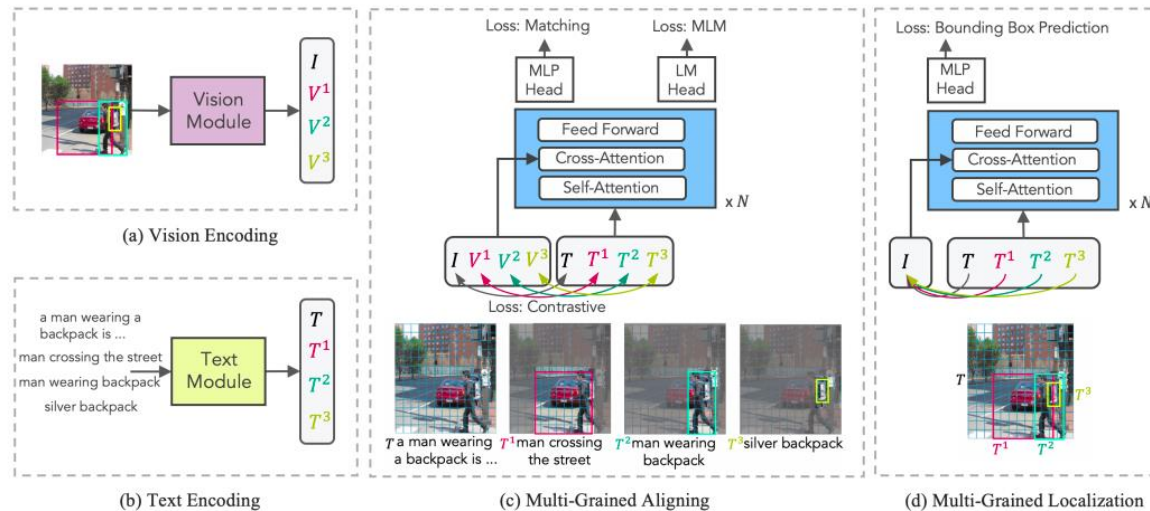 I
V¹
V²
V³
Vision
Module
(a) Vision Encoding
a man wearing a
backpack is ...
man crossing the street
man wearing backpack
silver backpack
Text
Module
T
T¹
T²
T³
(b) Text Encoding
Loss: Matching
Loss: MLM
MLP
Head
LM
Head
Feed Forward
Cross-Attention
Self-Attention
x N
I V¹ V² V³ T T¹ T² T³
Loss: Contrastive
T a man wearing
a backpack is ...
T¹ man crossing
the street
T² man wearing
backpack
T³ silver backpack
(c) Multi-Grained Aligning
Loss: Bounding Box Prediction
MLP
Head
Feed Forward
Cross-Attention
Self-Attention
x N
I T T¹ T² T³
T
T³
T¹ T²
(d) Multi-Grained Localization